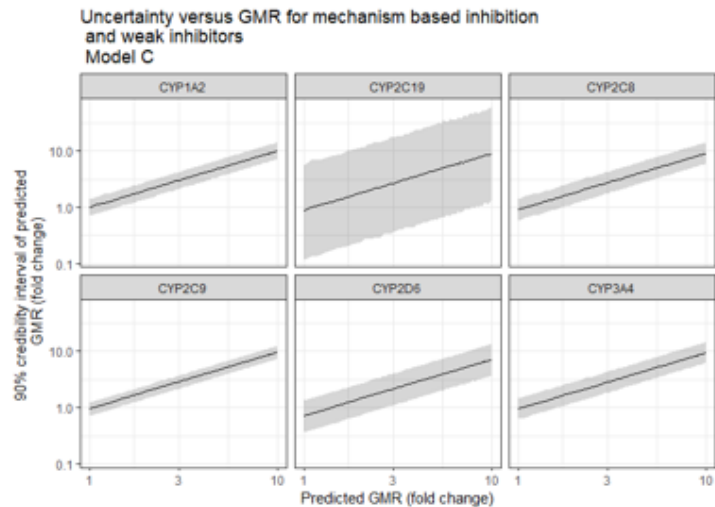 Uncertainty versus GMR for mechanism based inhibition
and weak inhibitors
Model C
CYP1A2
CYP2C19
CYP2C8
10.0
1.0
0.1
CYP2C9
CYP2D6
CYP3A4
10.0
1.0
0.1
1
3
10
1
3
10
1
3
10
90% credibility interval of predicted
GMR (fold change)
Predicted GMR (fold change)